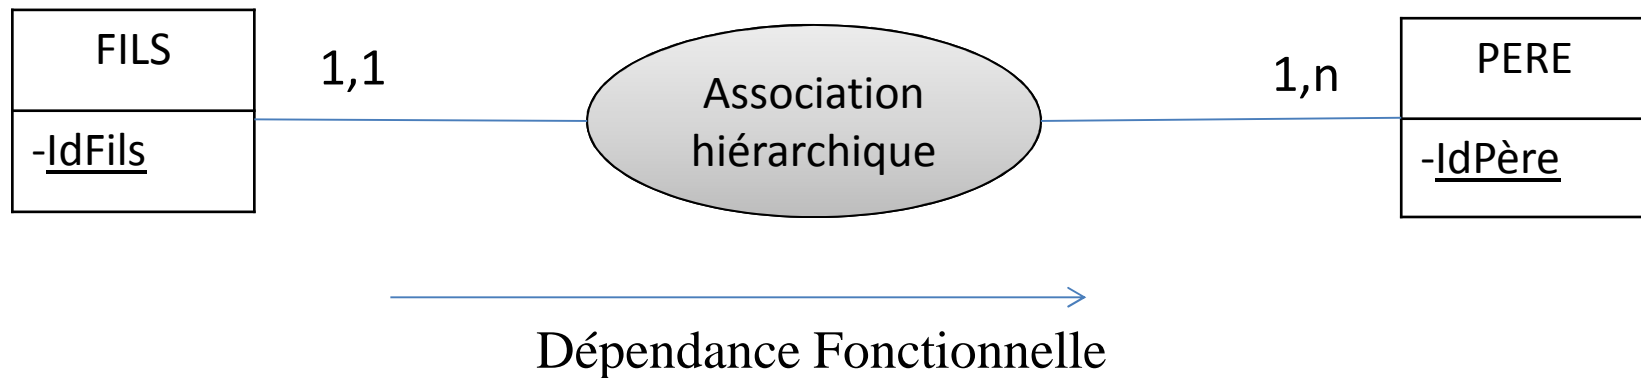 FILS
-IdFils
1,1
Association
hiérarchique
1,n
PERE
-IdPère
Dépendance Fonctionnelle